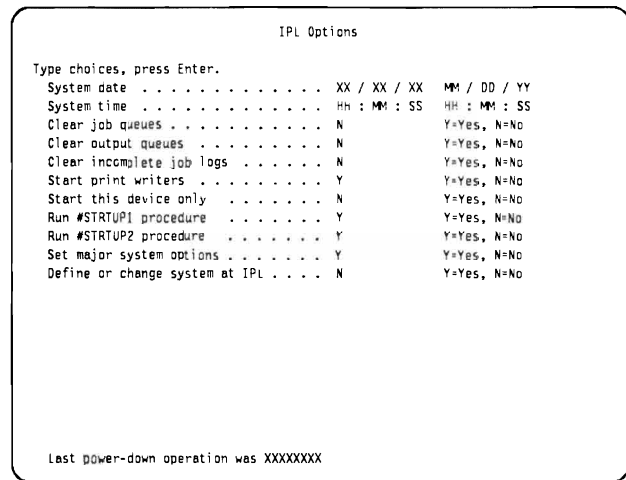 IPL Options
Type choices, press Enter.
System date . . . . . . . . . . . . . XX / XX / XX MM / DD / YY
System time . . . . . . . . . . . . . HH : MM : SS HH : MM : SS
Clear job queues . . . . . . . . . . N Y=Yes, N=No
Clear output queues . . . . . . . . N Y=Yes, N=No
Clear incomplete job logs . . . . . . N Y=Yes, N=No
Start print writers . . . . . . . . . Y Y=Yes, N=No
Start this device only . . . . . . . N Y=Yes, N=No
Run #STRTUP1 procedure . . . . . . . Y Y=Yes, N=No
Run #STRTUP2 procedure . . . . . . . Y Y=Yes, N=No
Set major system options . . . . . . . Y Y=Yes, N=No
Define or change system at IPL . . . . N Y=Yes, N=No
Last power-down operation was XXXXXXXX